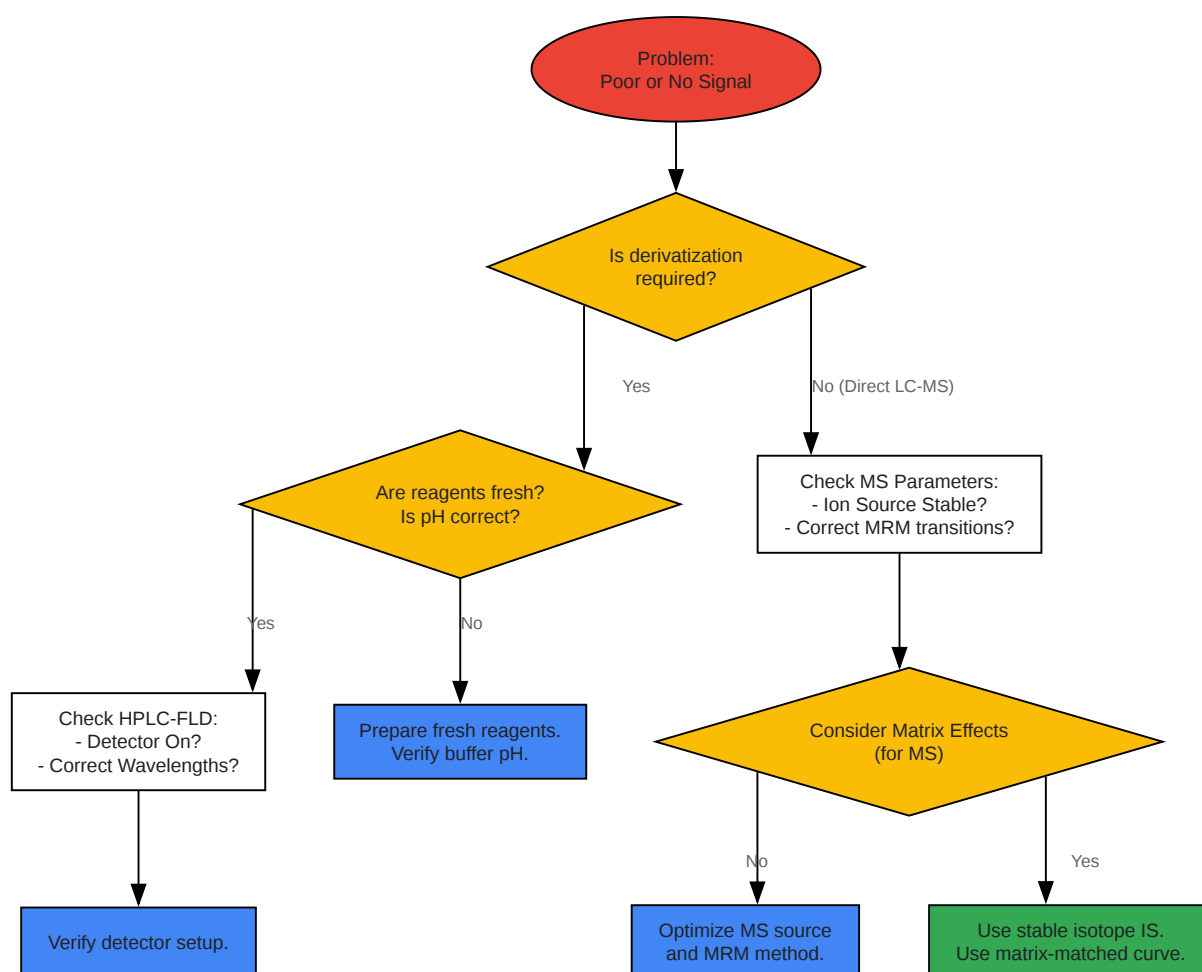 Problem:
Poor or No Signal
Is derivatization
required?
Yes
No (Direct LC-MS)
Are reagents fresh?
Is pH correct?
Check MS Parameters:
- Ion Source Stable?
- Correct MRM transitions?
Yes
No
Check HPLC-FLD:
- Detector On?
- Correct Wavelengths?
Prepare fresh reagents.
Verify buffer pH.
Consider Matrix Effects
(for MS)
No
Yes
Verify detector setup.
Optimize MS source
and MRM method.
Use stable isotope IS.
Use matrix-matched curve.